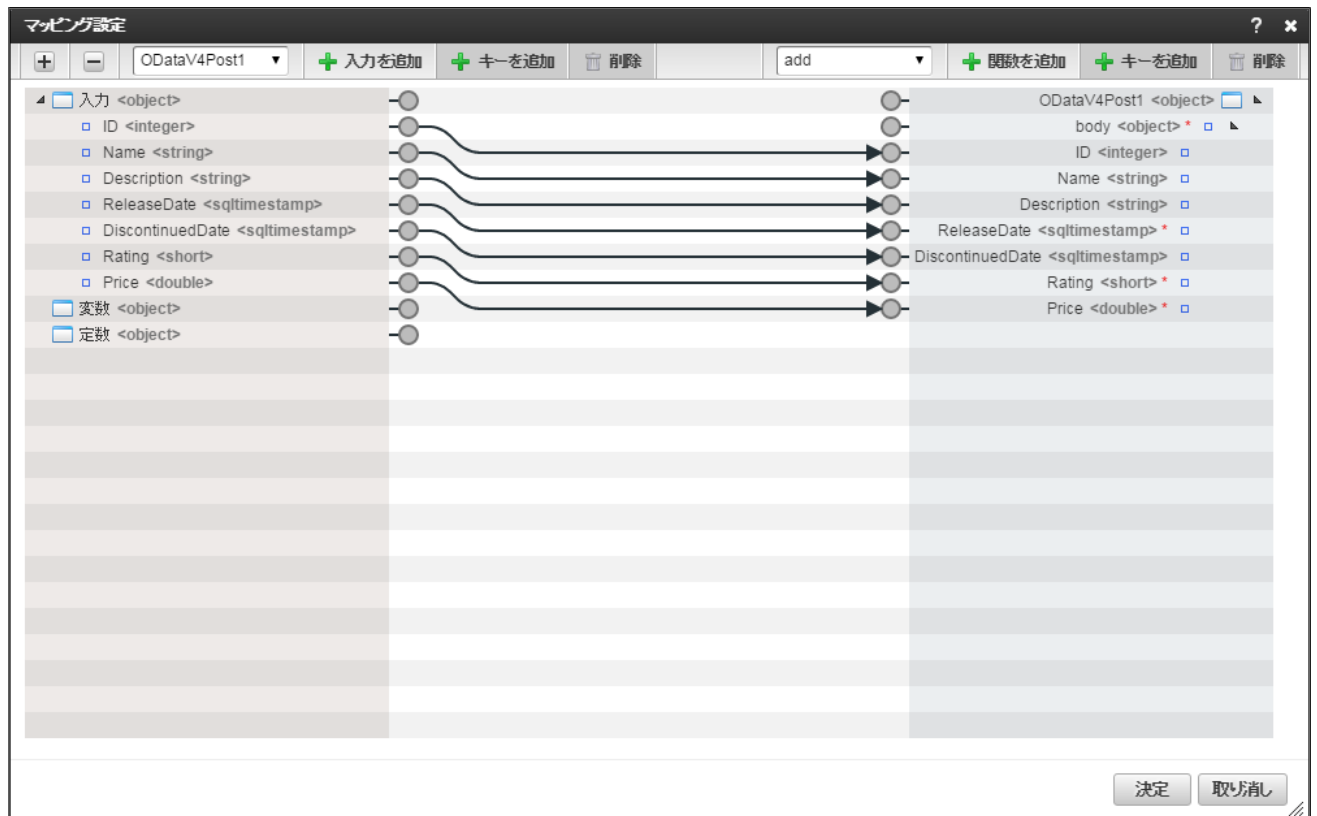 マッピング設定 ?
ODataV4Post1 入力を追加 キーを追加 削除 add 関数を追加 キーを追加 削除
入力 <object> ODataV4Post1 <object>
ID <integer> body <object> *
Name <string> ID <integer>
Description <string> Name <string>
ReleaseDate <sqltimestamp> Description <string>
DiscontinuedDate <sqltimestamp> ReleaseDate <sqltimestamp> *
Rating <short> DiscontinuedDate <sqltimestamp>
Price <double> Rating <short> *
変数 <object> Price <double> *
定数 <object>
決定 取り消し